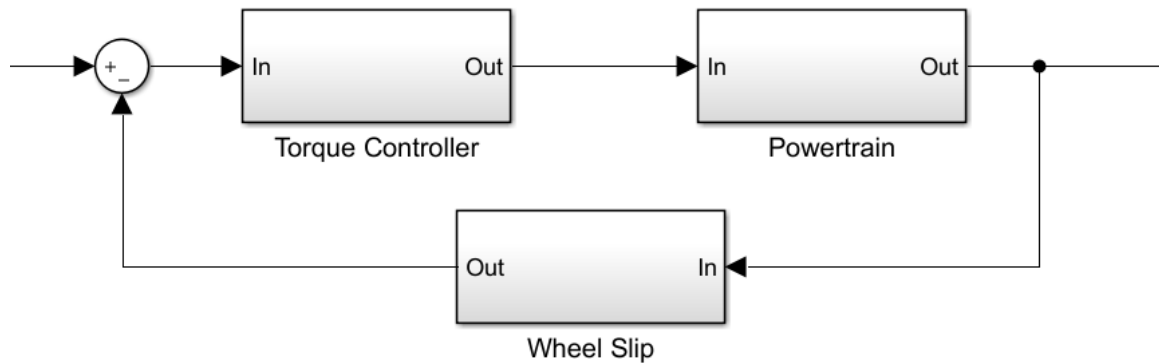 +
−
In
Out
Torque Controller
In
Out
Powertrain
Out
In
Wheel Slip